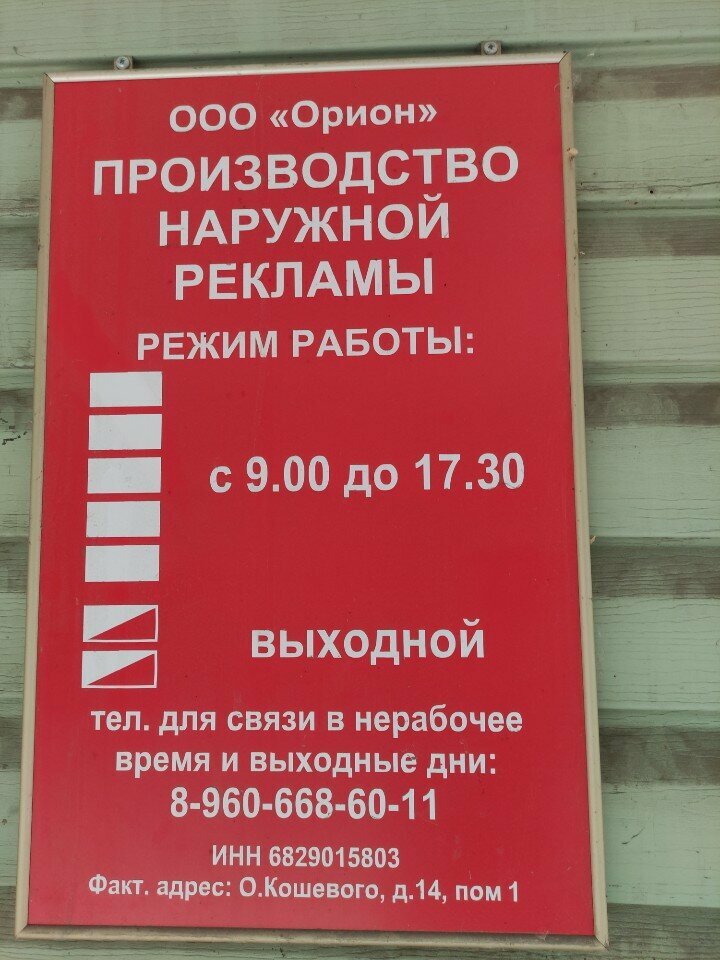 ООО «Орион»
ПРОИЗВОДСТВО
НАРУЖНОЙ
РЕКЛАМЫ
РЕЖИМ РАБОТЫ:
с 9.00 до 17.30
выходной
тел. для связи в нерабочее
время и выходные дни:
8-960-668-60-11
ИНН 6829015803
Факт. адрес: О.Кошевого, д.14, пом 1